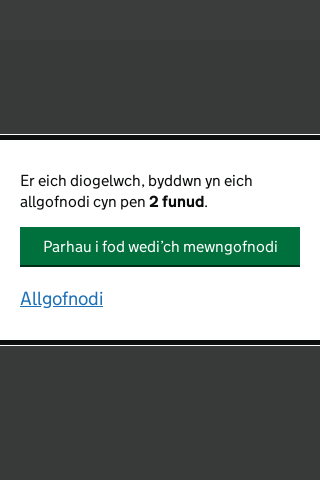 Er eich diogelwch, byddwn yn eich
allgofnodi cyn pen 2 funud.
Parhau i fod wedi’ch mewngofnodi
Allgofnodi